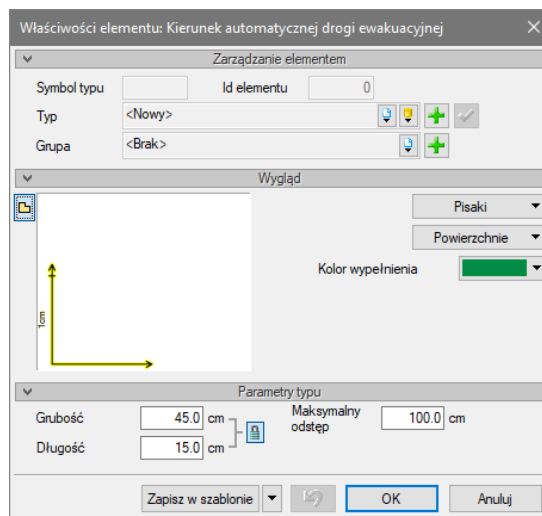 Właściwości elementu: Kierunek automatycznej drogi ewakuacyjnej
Zarządzanie elementem
Symbol typu Id elementu 0
Typ <Nowy>
Grupa <Brak>
Wygląd
Pisaki
Powierzchnie
Kolor wypełnienia
1cm
Parametry typu
Grubość 45.0 cm Maksymalny odstęp 100.0 cm
Długość 15.0 cm
Zapisz w szablonie OK Anuluj